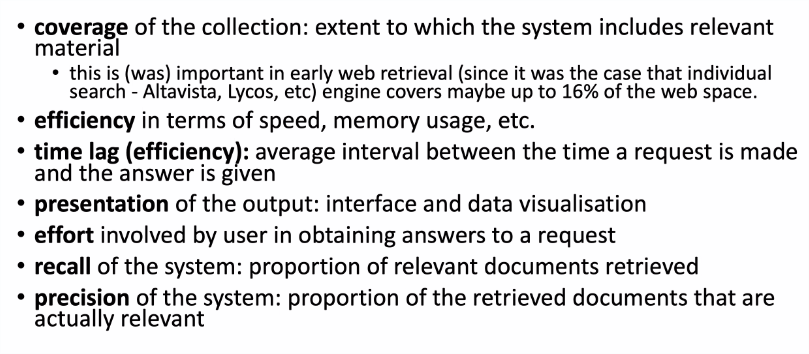 • coverage of the collection: extent to which the system includes relevant
material
• this is (was) important in early web retrieval (since it was the case that individual
search - Altavista, Lycos, etc) engine covers maybe up to 16% of the web space.
• efficiency in terms of speed, memory usage, etc.
• time lag (efficiency): average interval between the time a request is made
and the answer is given
• presentation of the output: interface and data visualisation
• effort involved by user in obtaining answers to a request
• recall of the system: proportion of relevant documents retrieved
• precision of the system: proportion of the retrieved documents that are
actually relevant